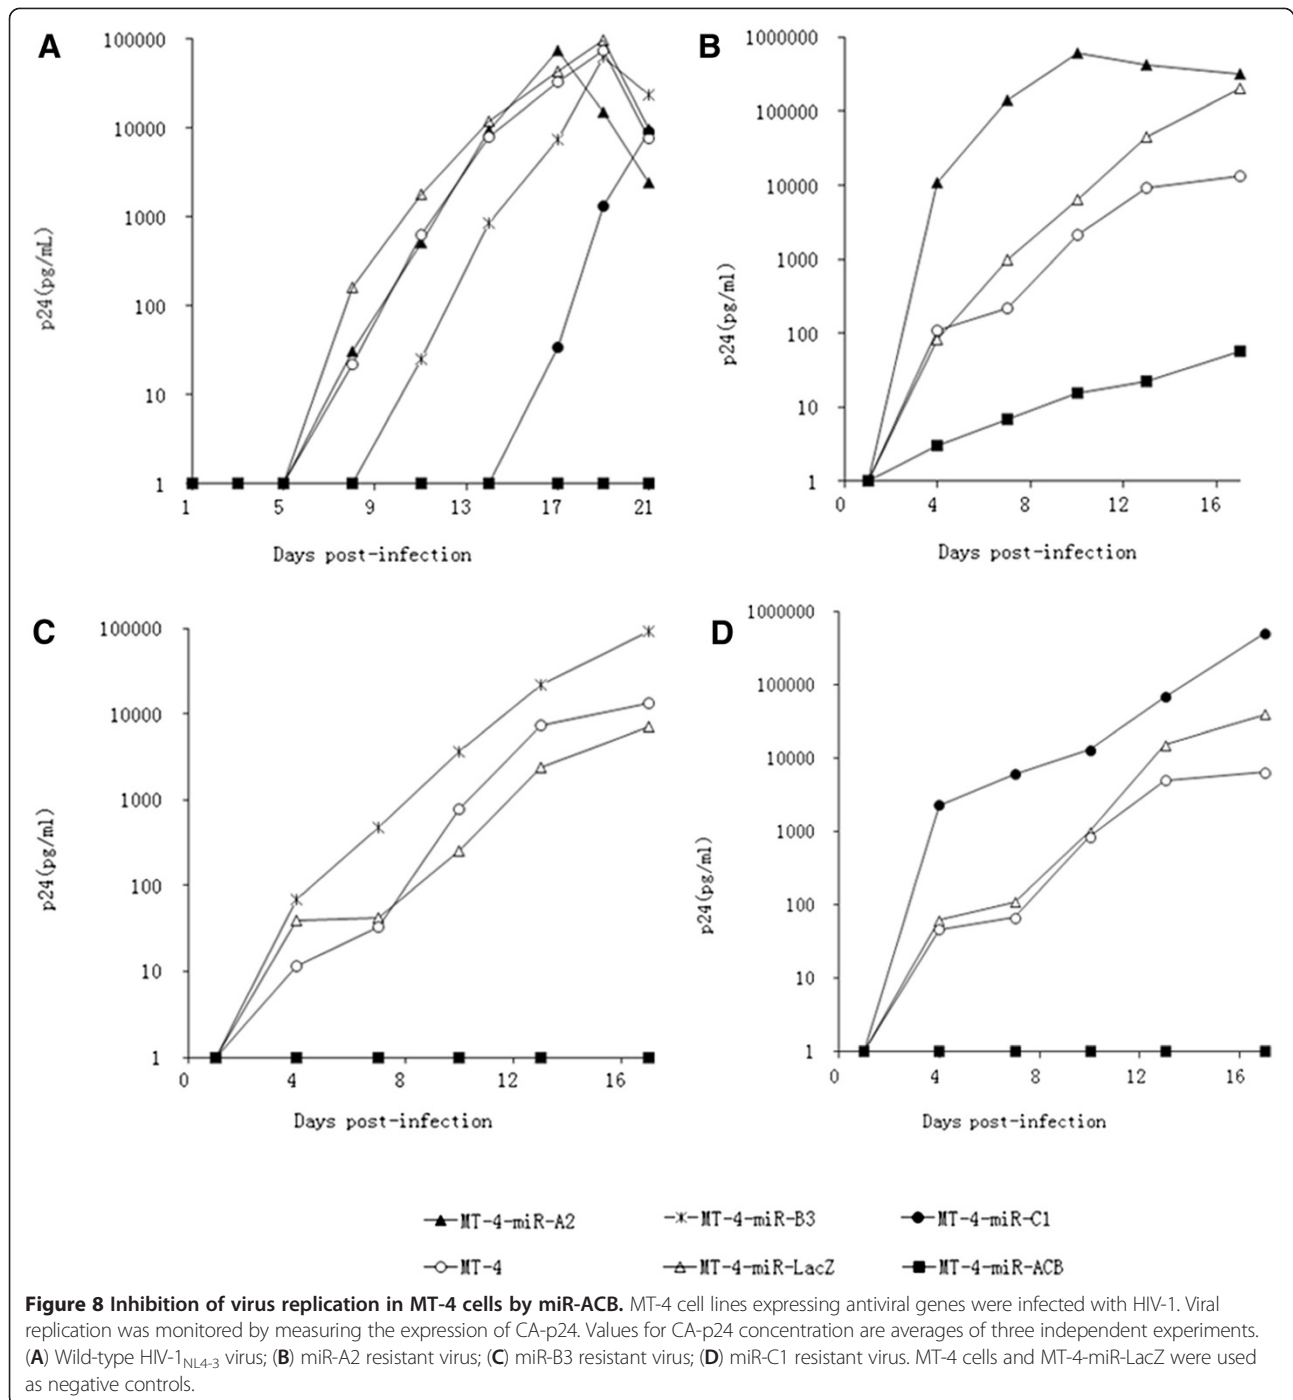 A
100000
10000
1000
100
10
1
p24(pg/mL)
1 5 9 13 17 21
Days post-infection
B
1000000
100000
10000
1000
100
10
1
p24(pg/ml)
0 4 8 12 16
Days post-infection
C
100000
10000
1000
100
10
1
p24(pg/ml)
0 4 8 12 16
Days post-infection
D
1000000
100000
10000
1000
100
10
1
p24(pg/ml)
0 4 8 12 16
Days post-infection
MT-4-miR-A2 MT-4-miR-B3 MT-4-miR-C1
MT-4 MT-4-miR-LacZ MT-4-miR-ACB
Figure 8 Inhibition of virus replication in MT-4 cells by miR-ACB. MT-4 cell lines expressing antiviral genes were infected with HIV-1. Viral
replication was monitored by measuring the expression of CA-p24. Values for CA-p24 concentration are averages of three independent experiments.
(A) Wild-type HIV-1NL4-3 virus; (B) miR-A2 resistant virus; (C) miR-B3 resistant virus; (D) miR-C1 resistant virus. MT-4 cells and MT-4-miR-LacZ were used
as negative controls.